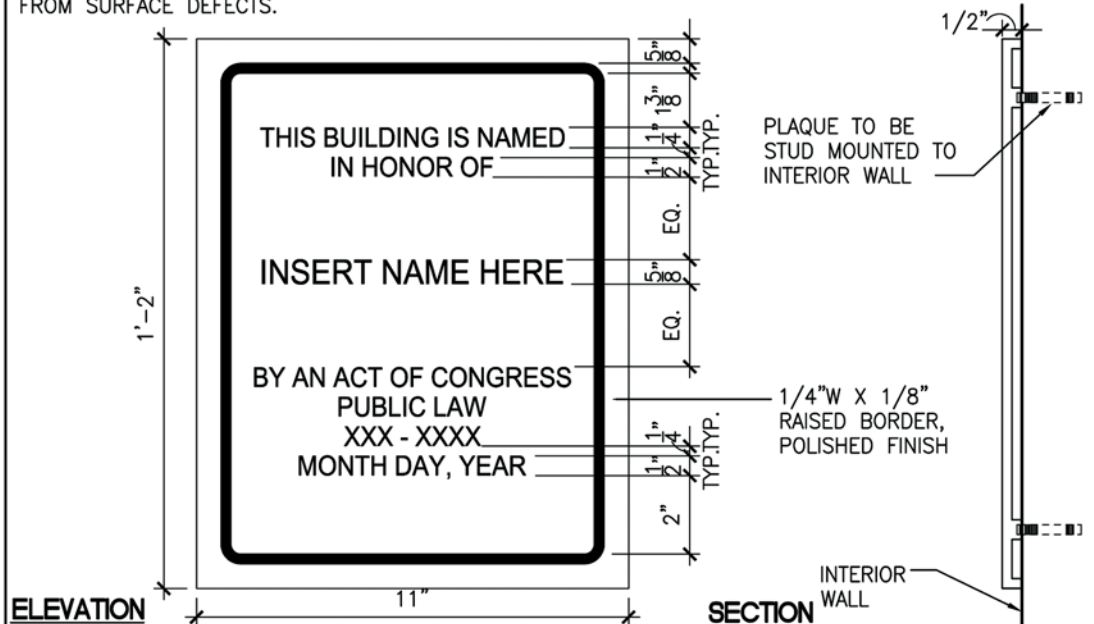 FROM SURFACE DEFECTS.
1/2"
5/8"
1 3/8"
THIS BUILDING IS NAMED
IN HONOR OF
1/4" TYP.
1/2" TYP.
PLAQUE TO BE
STUD MOUNTED TO
INTERIOR WALL
EQ.
INSERT NAME HERE
5/8"
1'-2"
EQ.
BY AN ACT OF CONGRESS
PUBLIC LAW
XXX - XXXX
MONTH DAY, YEAR
1/4" TYP.
1/2" TYP.
1/4"W X 1/8"
RAISED BORDER,
POLISHED FINISH
2"
11"
INTERIOR
WALL
ELEVATION
SECTION